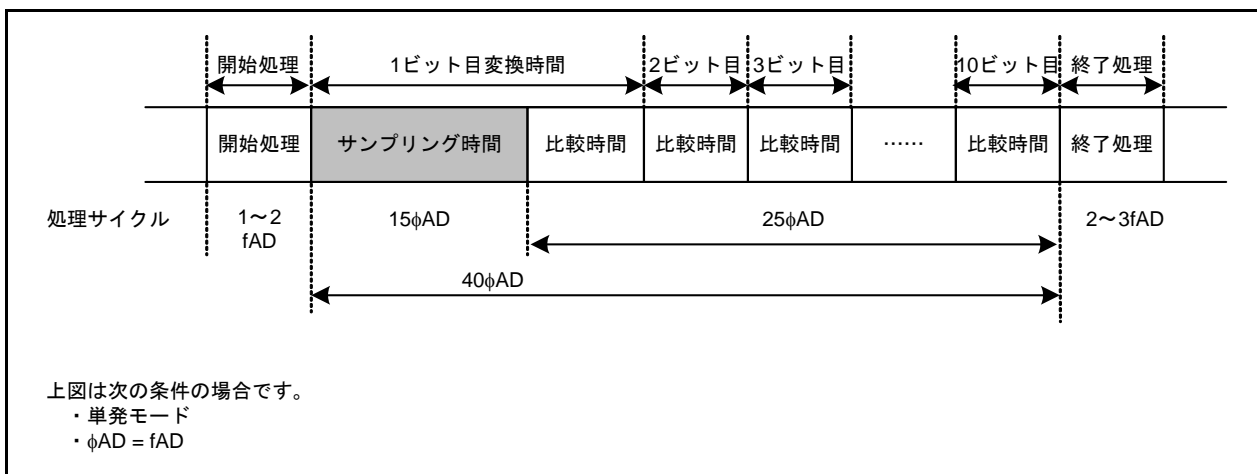 開始処理 1ビット目変換時間 2ビット目 3ビット目 10ビット目 終了処理
開始処理 サンプリング時間 比較時間 比較時間 比較時間 …… 比較時間 終了処理
処理サイクル 1～2 fAD 15φAD 25φAD 2～3fAD
40φAD
上図は次の条件の場合です。
・単発モード
・φAD = fAD